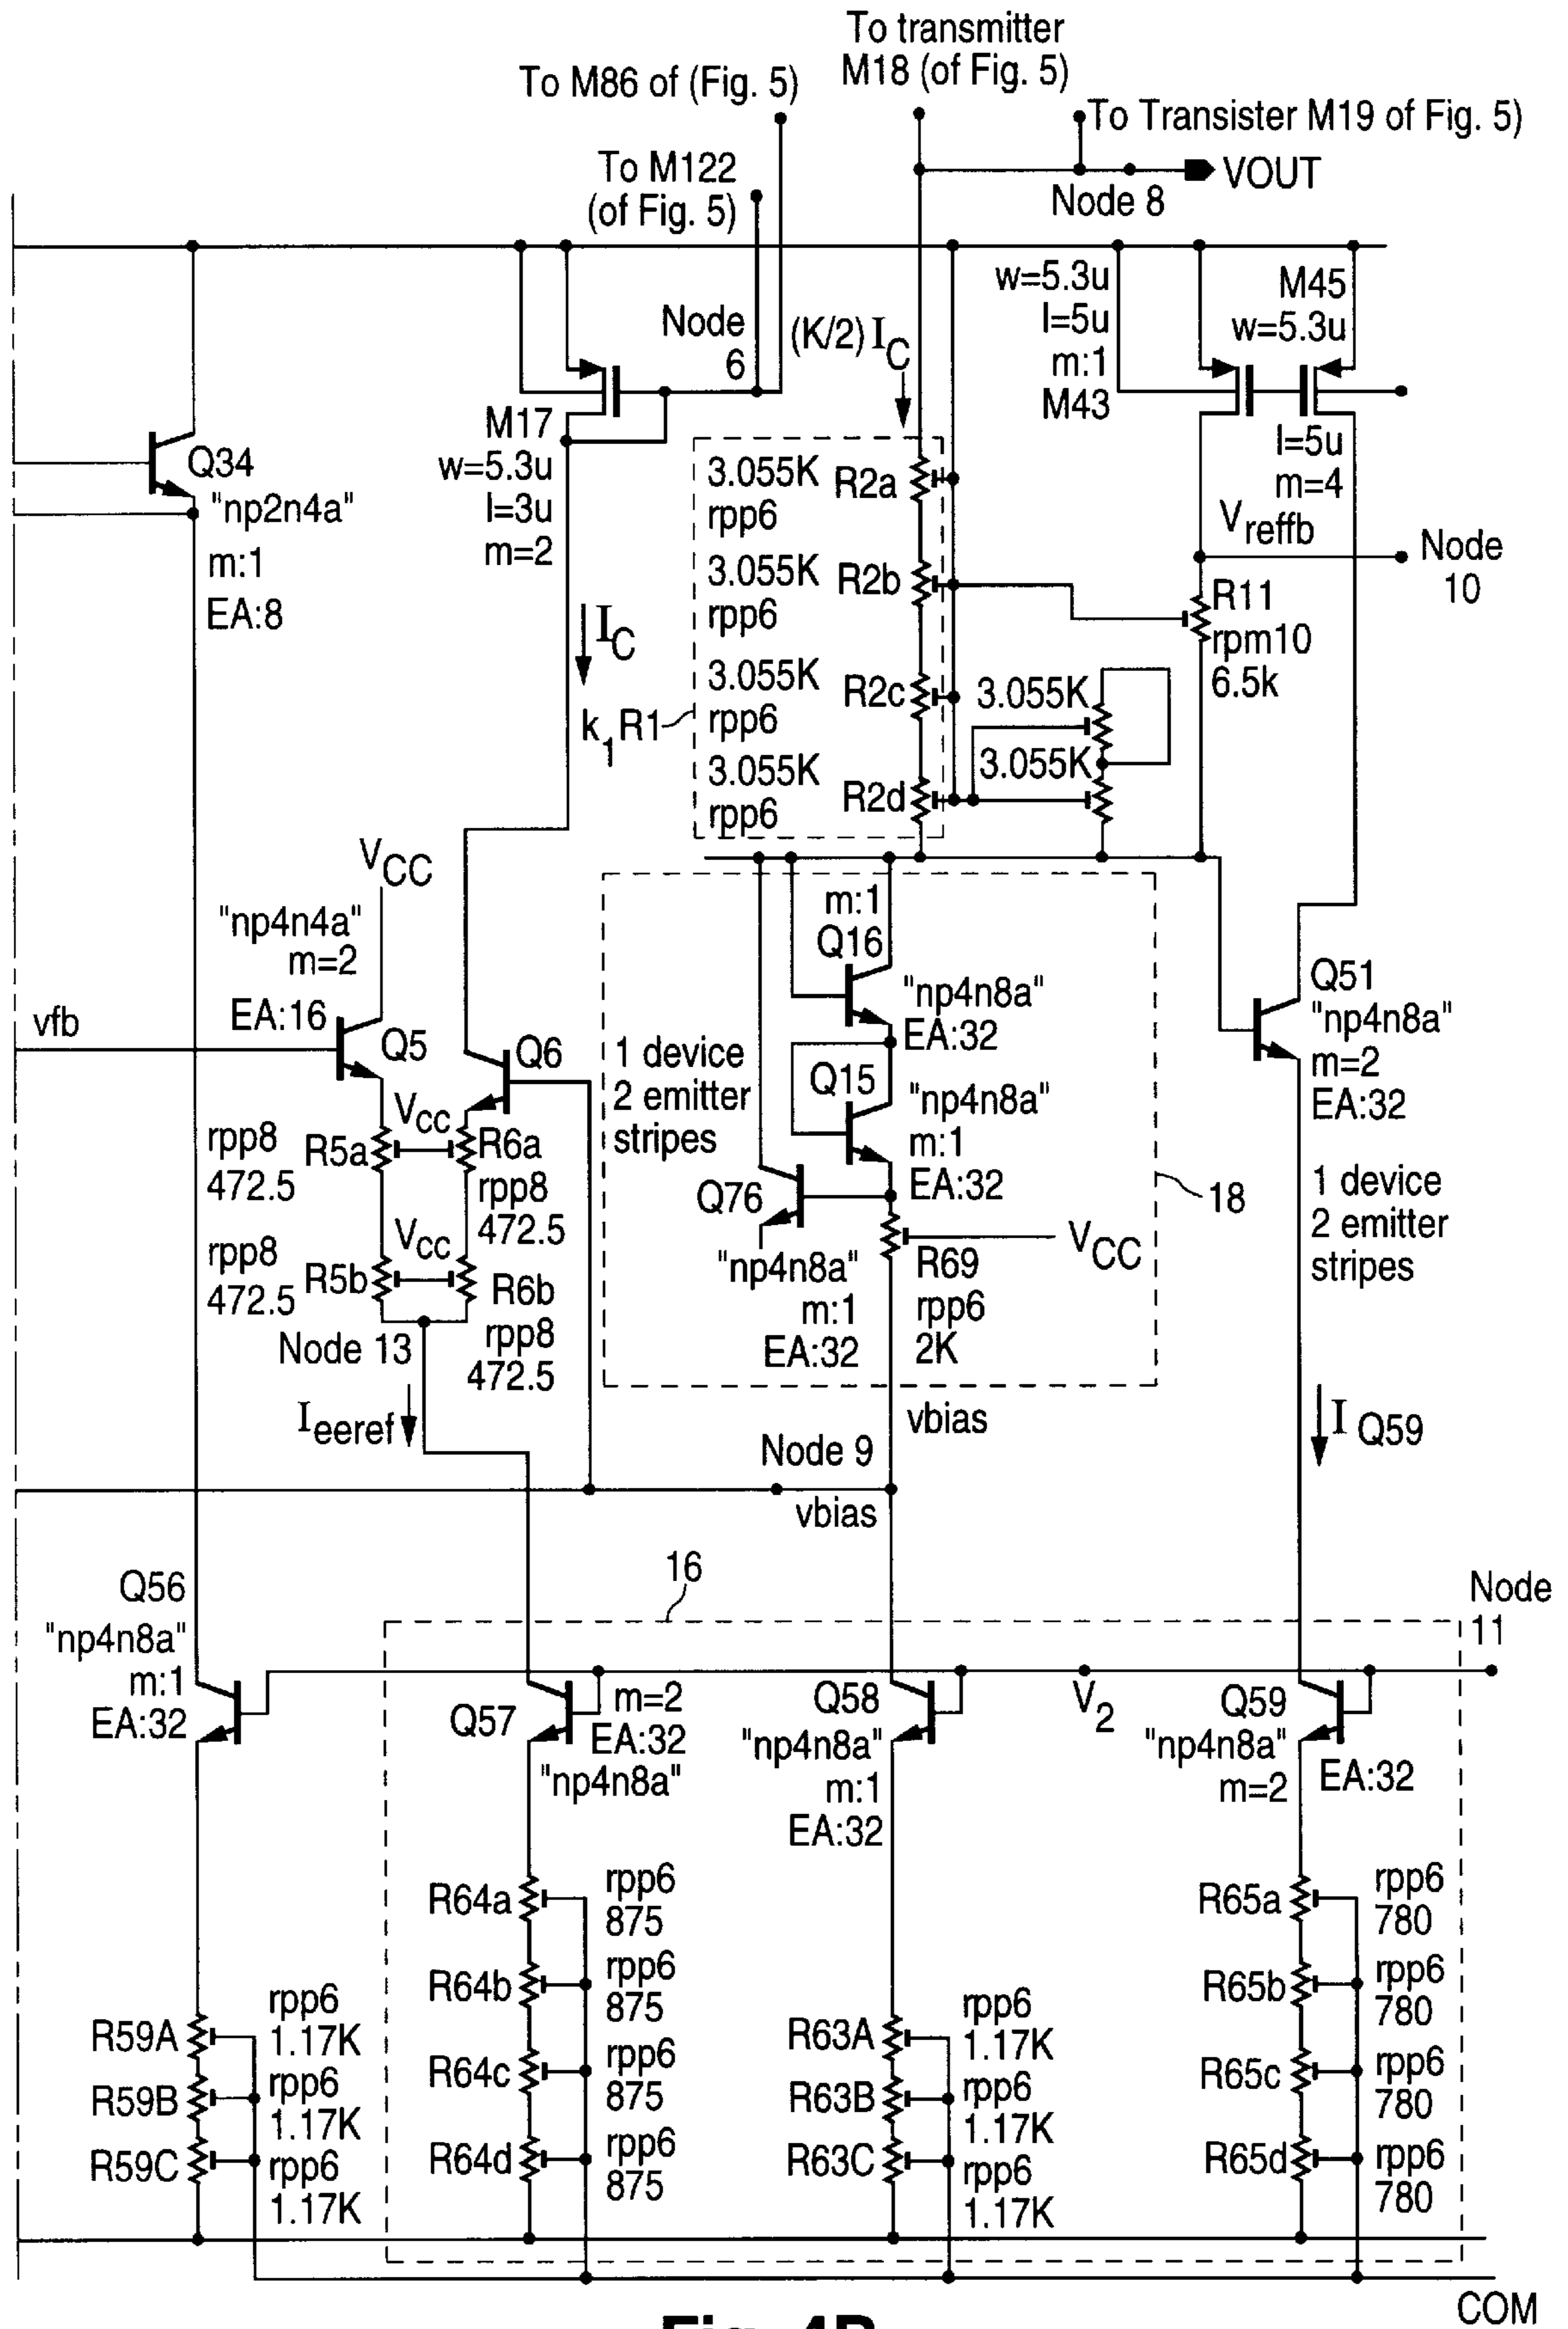 To transmitter
M18 (of Fig. 5)
To M86 of (Fig. 5)
To Transister M19 of Fig. 5)
To M122
(of Fig. 5)
VOUT
Node 8
Node
6
(K/2) I_C
w=5.3u
l=5u
m:1
M43
M45
w=5.3u
l=5u
m=4
M17
w=5.3u
l=3u
m=2
Q34
"np2n4a"
m:1
EA:8
3.055K
rpp6
R2a
3.055K
rpp6
R2b
3.055K
rpp6
R2c
3.055K
rpp6
R2d
V_reffb
Node
10
R11
rpm10
6.5k
I_C
k_1 R1
3.055K
3.055K
V_CC
"np4n4a"
m=2
EA:16
vfb
Q5
Q6
m:1
Q16
"np4n8a"
EA:32
1 device
2 emitter
stripes
Q15
"np4n8a"
m:1
EA:32
Q51
"np4n8a"
m=2
EA:32
V_CC
rpp8
472.5
R5a
R6a
rpp8
472.5
Q76
18
1 device
2 emitter
stripes
V_CC
rpp8
472.5
R5b
R6b
rpp8
472.5
"np4n8a"
m:1
EA:32
R69
rpp6
2K
V_CC
Node 13
I_eeref
vbias
Node 9
vbias
I_Q59
16
Node
11
Q56
"np4n8a"
m:1
EA:32
Q57
m=2
EA:32
"np4n8a"
Q58
"np4n8a"
m:1
EA:32
V_2
Q59
"np4n8a"
m=2
EA:32
R64a
rpp6
875
R64b
rpp6
875
R64c
rpp6
875
R64d
rpp6
875
R65a
rpp6
780
R65b
rpp6
780
R65c
rpp6
780
R65d
rpp6
780
R59A
rpp6
1.17K
R59B
rpp6
1.17K
R59C
rpp6
1.17K
R63A
rpp6
1.17K
R63B
rpp6
1.17K
R63C
rpp6
1.17K
COM